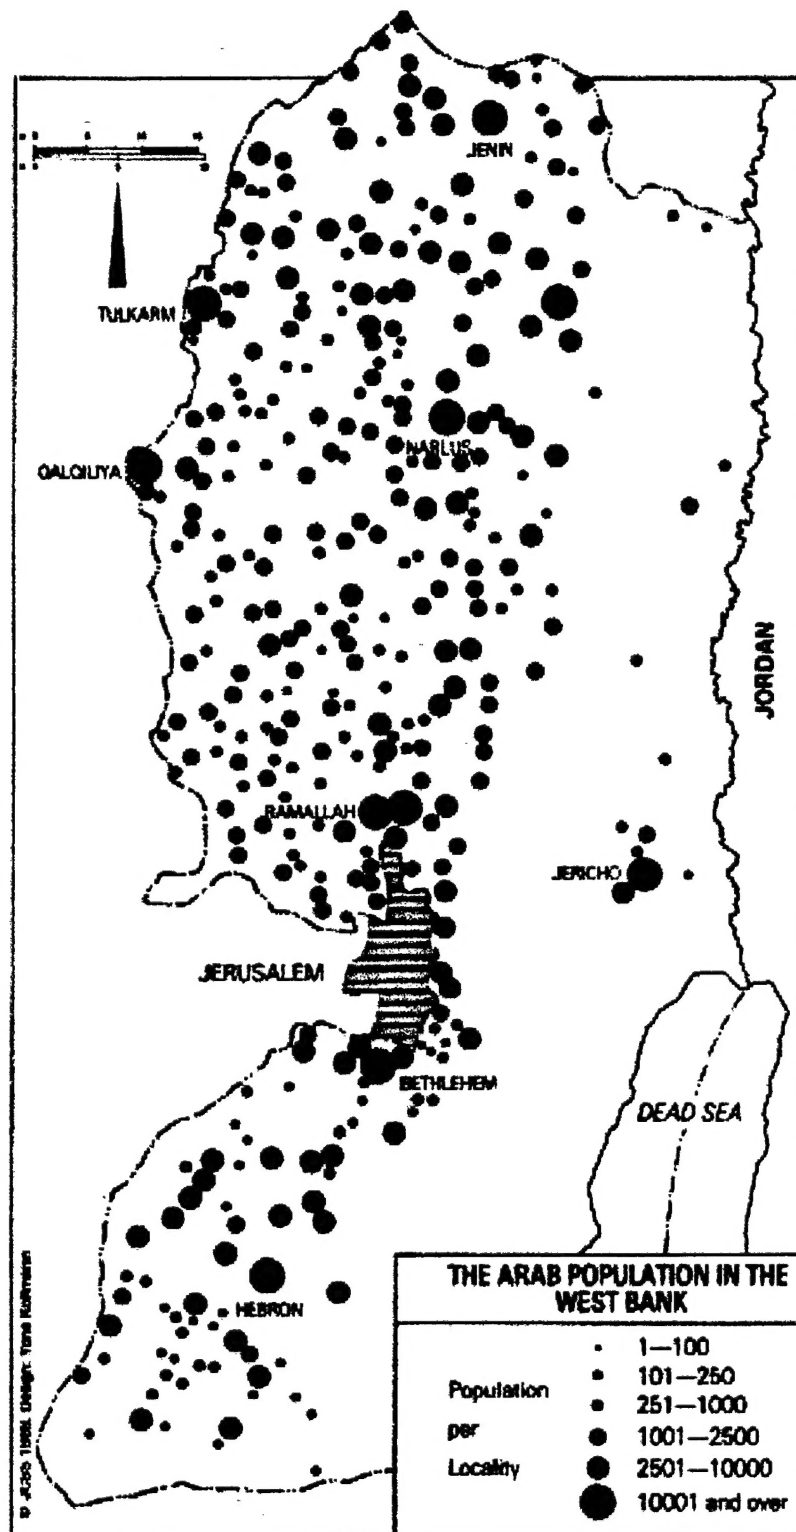 JENIN
TULKARM
NABLUS
QALQILIYA
JORDAN
RAMALLAH
JERICHO
JERUSALEM
BETHLEHEM
DEAD SEA
HEBRON
THE ARAB POPULATION IN THE
WEST BANK
Population
per
Locality
1—100
101—250
251—1000
1001—2500
2501—10000
10001 and over